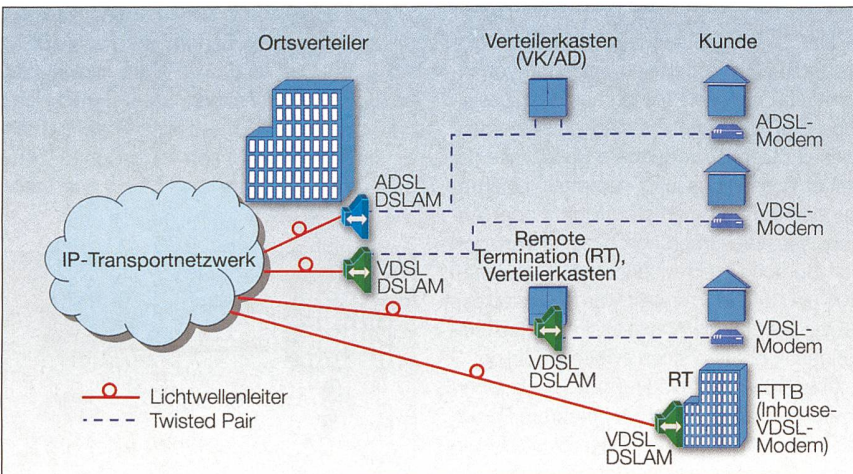 Ortsverteiler
Verteilerkasten
(VK/AD)
Kunde
ADSL-
Modem
ADSL
DSLAM
VDSL-
Modem
IP-Transportnetzwerk
VDSL
DSLAM
Remote
Termination (RT),
Verteilerkasten
VDSL
DSLAM
VDSL-
Modem
RT
FTTB
(Inhouse-
VDSL-
Modem)
VDSL
DSLAM
Lichtwellenleiter
Twisted Pair